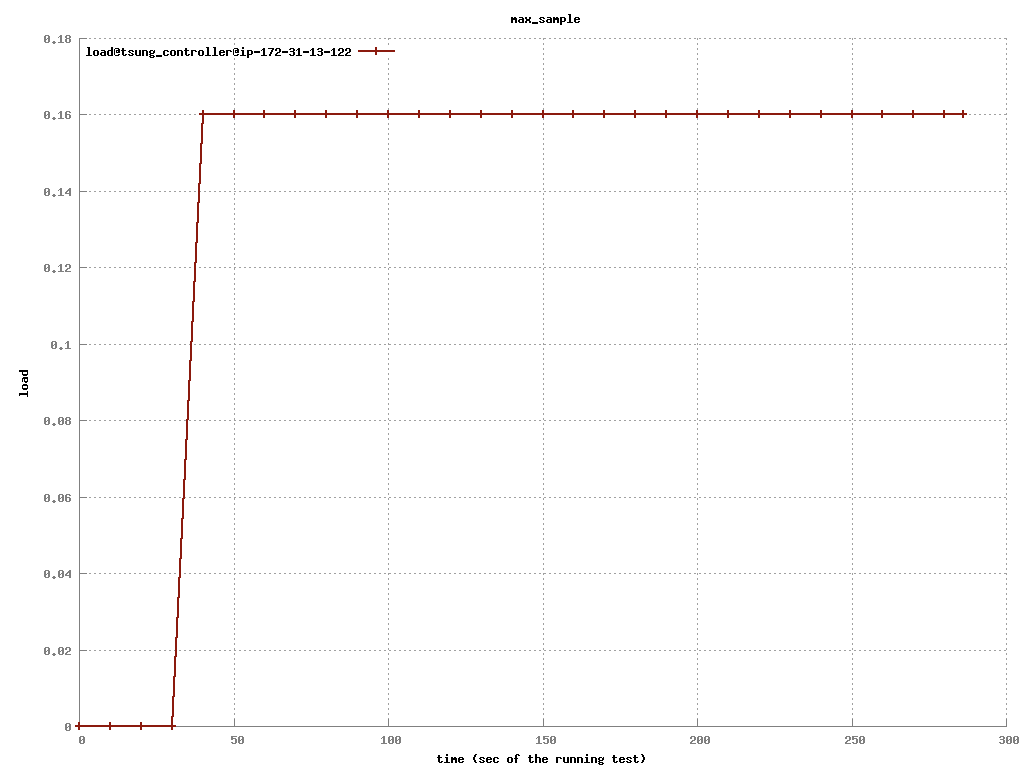 max_sample
load@tsung_controller@ip-172-31-13-122
0.18
0.16
0.14
0.12
0.1
0.08
0.06
0.04
0.02
0
load
0 50 100 150 200 250 300
time (sec of the running test)